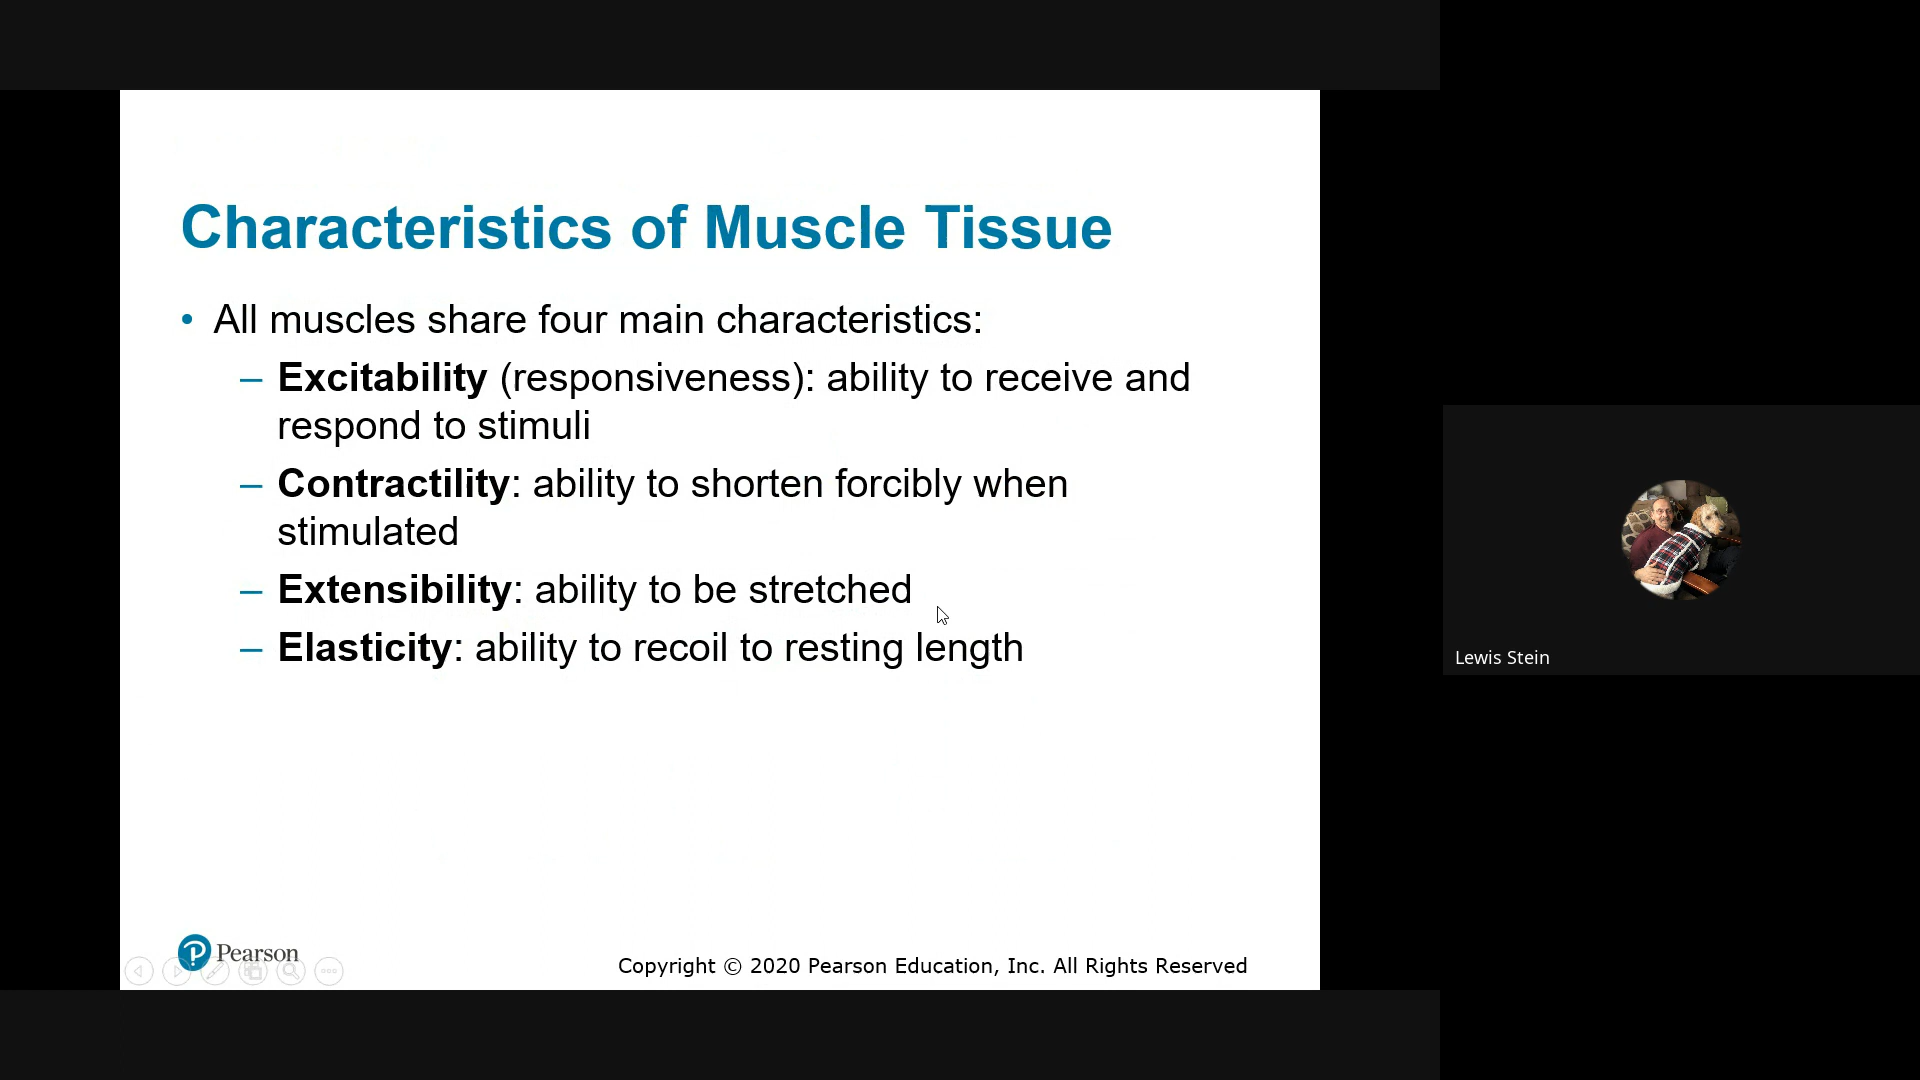 Characteristics of Muscle Tissue
• All muscles share four main characteristics:
– Excitability (responsiveness): ability to receive and
respond to stimuli
– Contractility: ability to shorten forcibly when
stimulated
– Extensibility: ability to be stretched
– Elasticity: ability to recoil to resting length
Lewis Stein
Pearson
Copyright © 2020 Pearson Education, Inc. All Rights Reserved